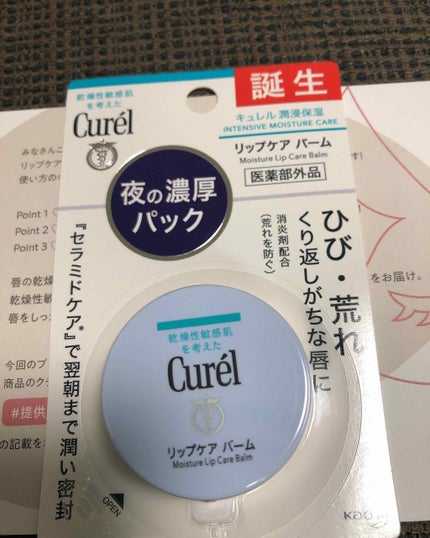 誕生
乾燥性敏感肌
を考えた
Curél
キュレル 潤浸保湿
INTENSIVE MOISTURE CARE
リップケア バーム
Moisture Lip Care Balm
医薬部外品
夜の濃厚
パック
ひび・荒れ
くり返しがちな唇に
消炎剤配合
(荒れを防ぐ)
『セラミドケア*』で翌朝まで潤い密封
乾燥性敏感肌
を考えた
Curél
リップケア バーム
Moisture Lip Care Balm
OPEN
Kao
みなさんこ
リップケア
使い方のポ
Point 1
Point 2
Point 3
唇の乾燥
乾燥性敏感
唇をしっ
をお届け。
今回のプ
商品のクチ
#提供
の記載を